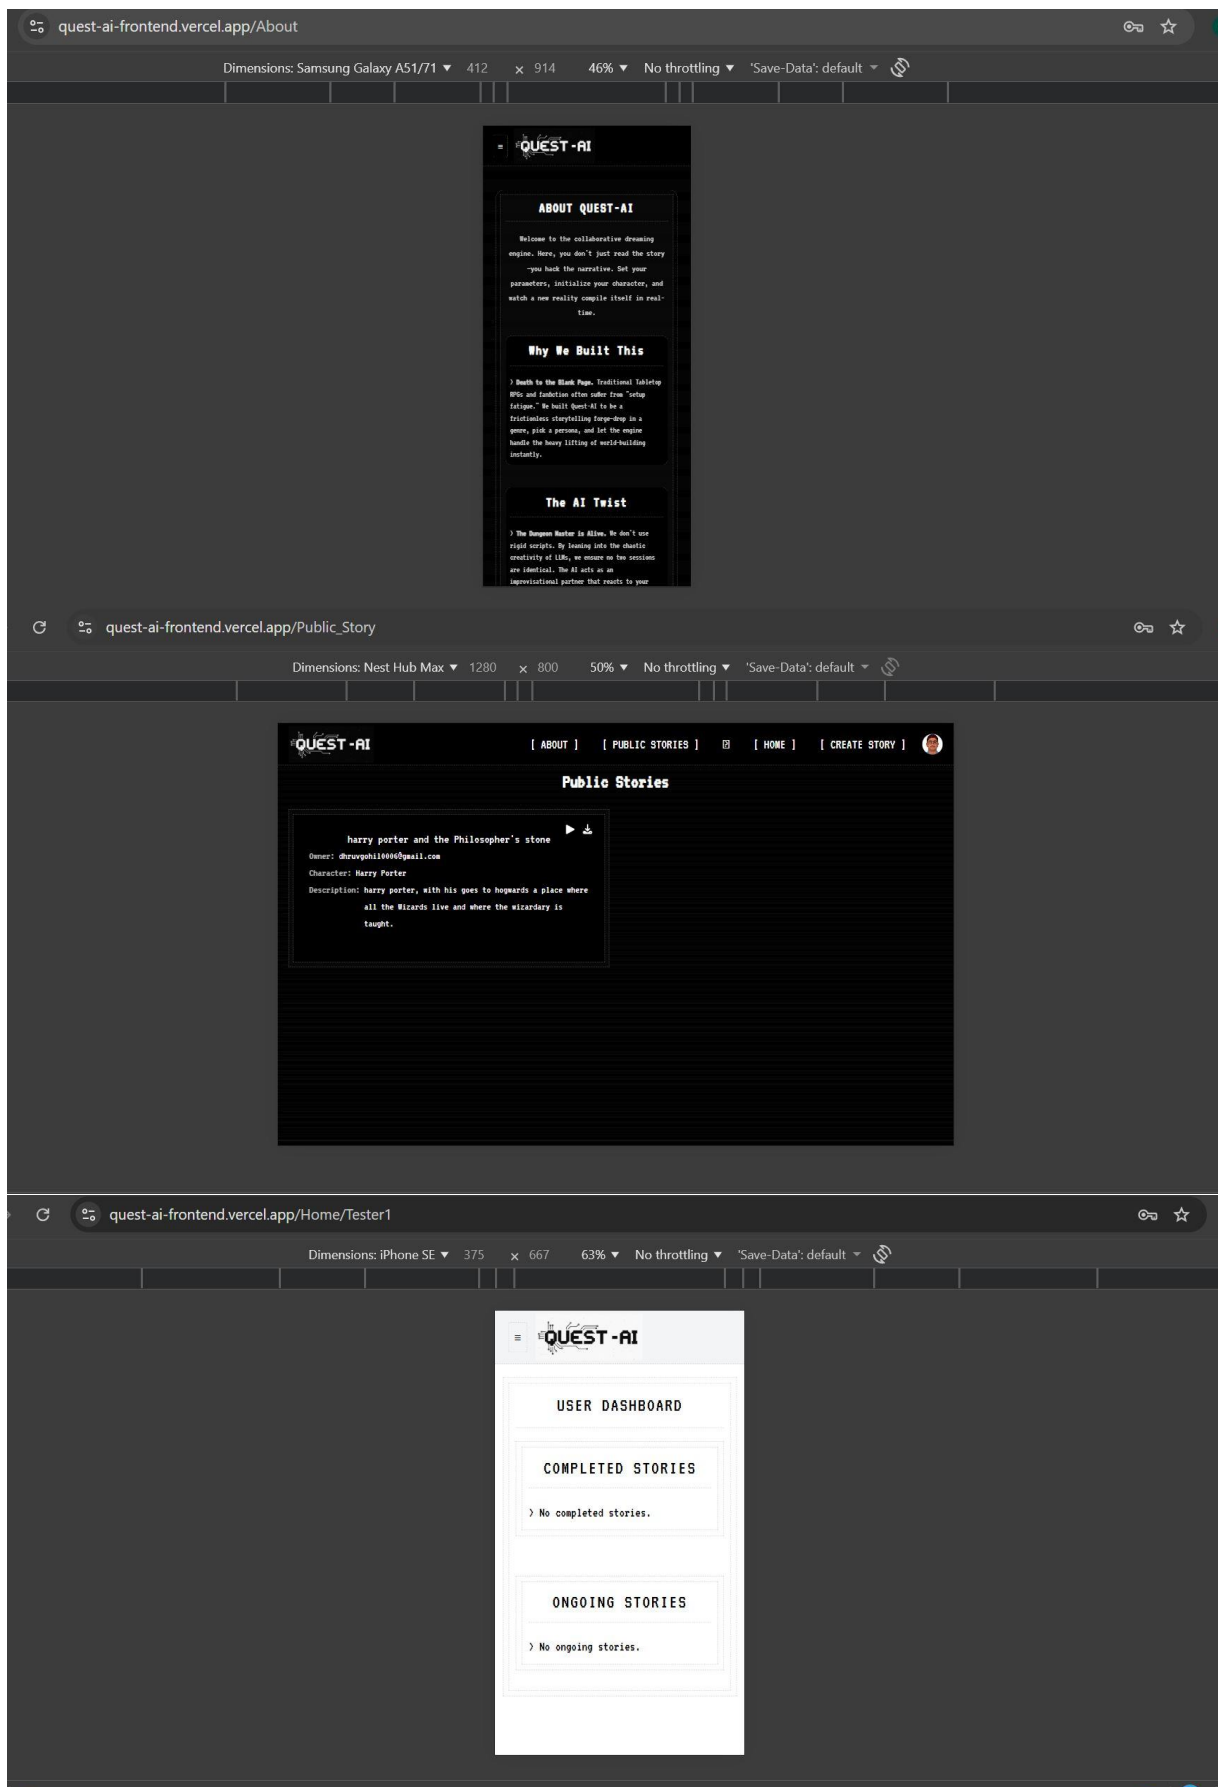 quest-ai-frontend.vercel.app/About
Dimensions: Samsung Galaxy A51/71 ▼ 412 × 914 46% ▼ No throttling ▼ 'Save-Data': default ▼
≡ QUEST-AI
ABOUT QUEST-AI
Welcome to the collaborative dreaming
engine. Here, you don't just read the story
—you hack the narrative. Set your
parameters, initialize your character, and
watch a new reality compile itself in real-
time.
Why We Built This
> Death to the Blank Page. Traditional Tabletop
RPGs and fanfiction often suffer from "setup
fatigue." We built Quest-AI to be a
frictionless storytelling forge-drop in a
genre, pick a persona, and let the engine
handle the heavy lifting of world-building
instantly.
The AI Twist
> The Dungeon Master is Alive. We don't use
rigid scripts. By leaning into the chaotic
creativity of LLMs, we ensure no two sessions
are identical. The AI acts as an
improvisational partner that reacts to your
quest-ai-frontend.vercel.app/Public_Story
Dimensions: Nest Hub Max ▼ 1280 × 800 50% ▼ No throttling ▼ 'Save-Data': default ▼
QUEST-AI [ ABOUT ] [ PUBLIC STORIES ] [ HOME ] [ CREATE STORY ]
Public Stories
harry porter and the Philosopher's stone
Owner: dhruvgohil0006@gmail.com
Character: Harry Porter
Description: harry porter, with his goes to hogwards a place where
all the Wizards live and where the wizardary is
taught.
quest-ai-frontend.vercel.app/Home/Tester1
Dimensions: iPhone SE ▼ 375 × 667 63% ▼ No throttling ▼ 'Save-Data': default ▼
≡ QUEST-AI
USER DASHBOARD
COMPLETED STORIES
> No completed stories.
ONGOING STORIES
> No ongoing stories.